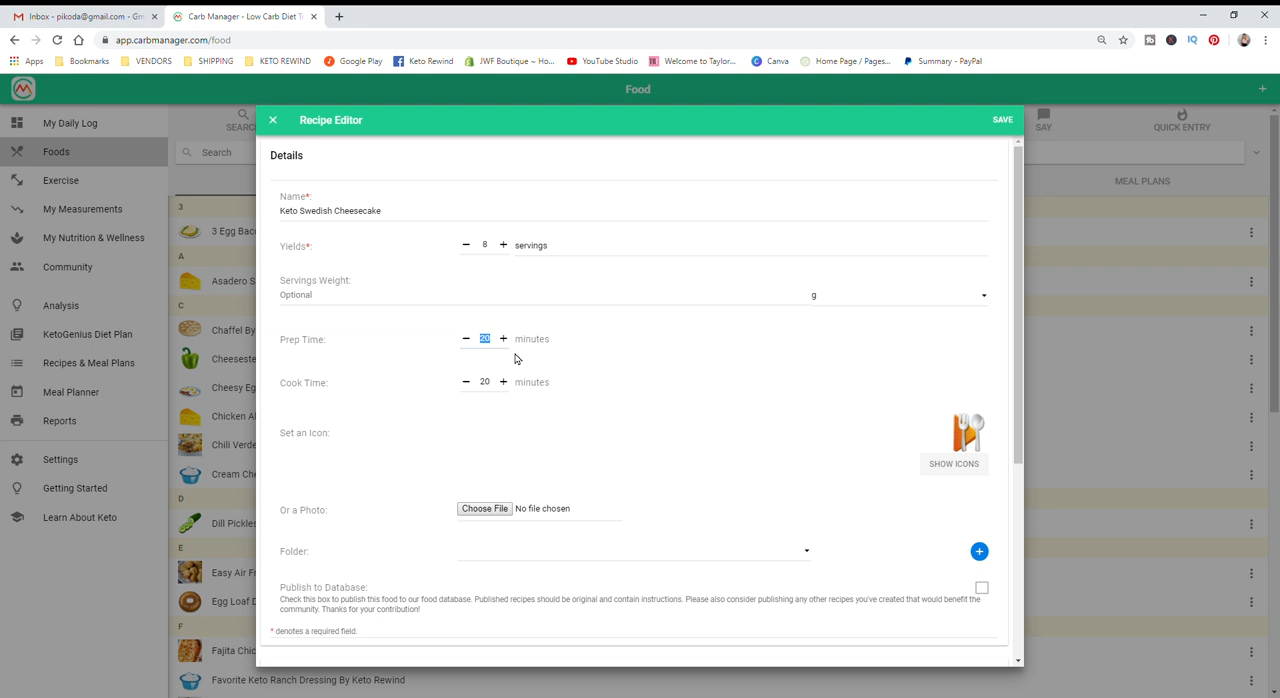 Inbox - pikoda@gmail.com - Gm
Carb Manager - Low Carb Diet Tr
app.carbmanager.com/food
Apps Bookmarks VENDORS SHIPPING KETO REWIND Google Play Keto Rewind JWF Boutique ~ Ho... YouTube Studio Welcome to Taylor... Canva Home Page / Pages... Summary - PayPal
Food
My Daily Log
Foods
Exercise
My Measurements
My Nutrition & Wellness
Community
Analysis
KetoGenius Diet Plan
Recipes & Meal Plans
Meal Planner
Reports
Settings
Getting Started
Learn About Keto
SEARC
SAY
QUICK ENTRY
Search
MEAL PLANS
3
3 Egg Bac
A
Asadero S
C
Chaffel By
Cheeseste
Cheesy Eg
Chicken Al
Chili Verde
Cream Che
D
Dill Pickles
E
Easy Air Fr
Egg Loaf D
F
Fajita Chic
Favorite Keto Ranch Dressing By Keto Rewind
Recipe Editor
SAVE
Details
Name*:
Keto Swedish Cheesecake
Yields*: − 8 + servings
Servings Weight:
Optional g
Prep Time: − 20 + minutes
Cook Time: − 20 + minutes
Set an Icon:
SHOW ICONS
Or a Photo: Choose File No file chosen
Folder:
Publish to Database:
Check this box to publish this food to our food database. Published recipes should be original and contain instructions. Please also consider publishing any other recipes you've created that would benefit the
community. Thanks for your contribution!
* denotes a required field.